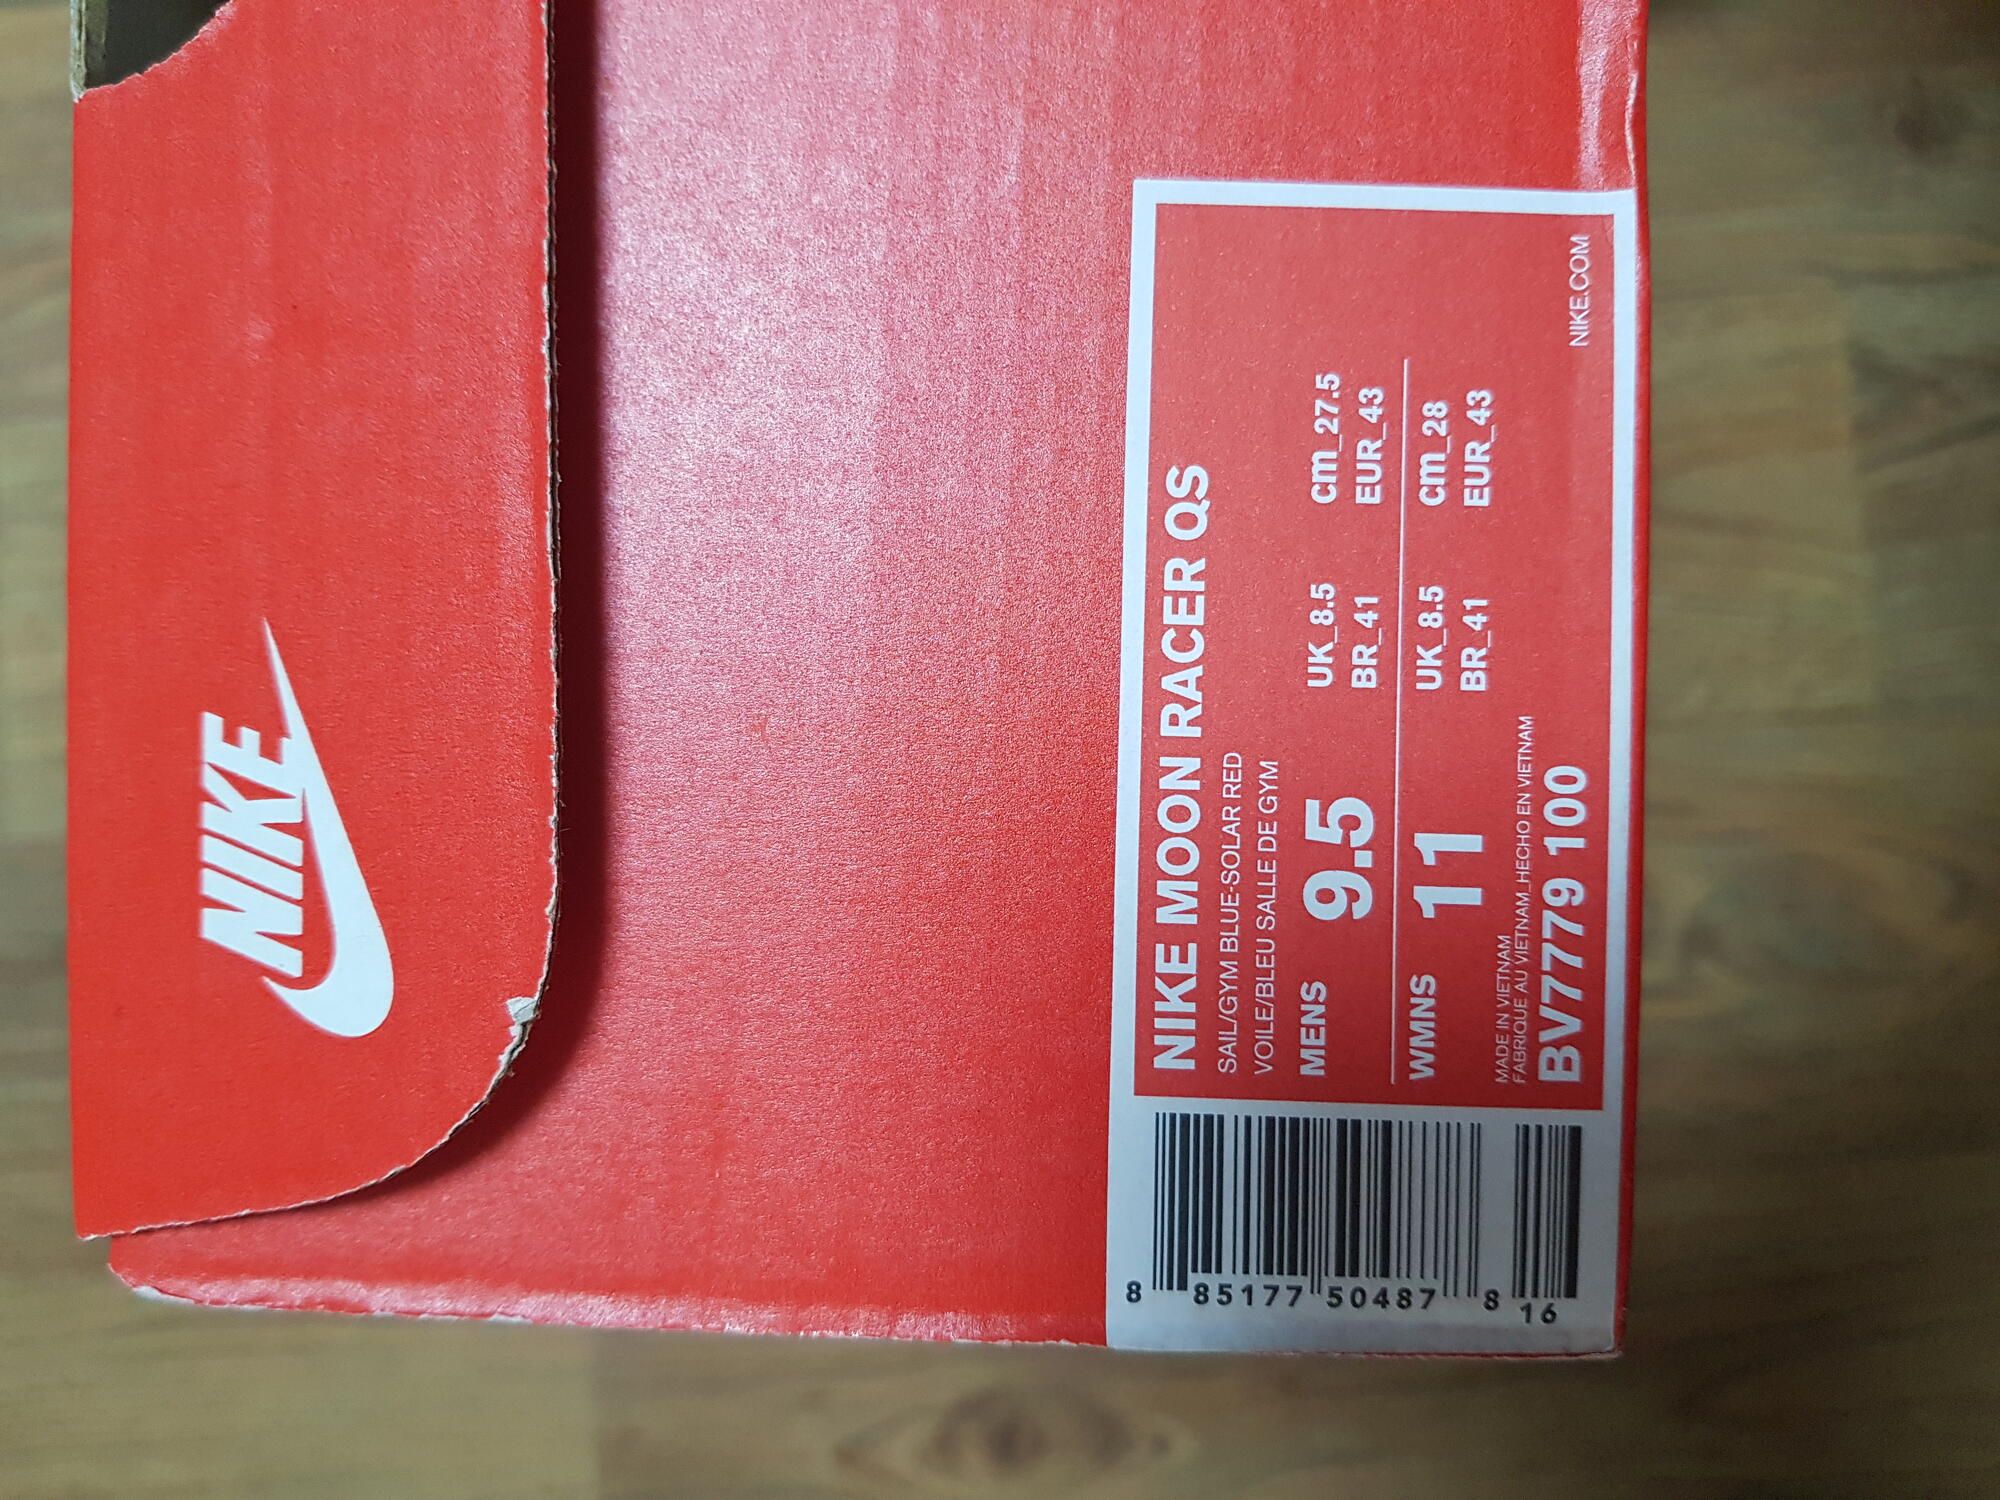 NIKE
NIKE MOON RACER QS
SAIL/GYM BLUE-SOLAR RED
VOILE/BLEU SALLE DE GYM
MENS 9.5 UK_8.5 cm_27.5
BR_41 EUR_43
WMNS 11 UK_8.5 cm_28
BR_41 EUR_43
MADE IN VIETNAM
FABRIQUE AU VIETNAM_HECHO EN VIETNAM
BV7779 100
NIKE.COM
8 85177 50487 8 16